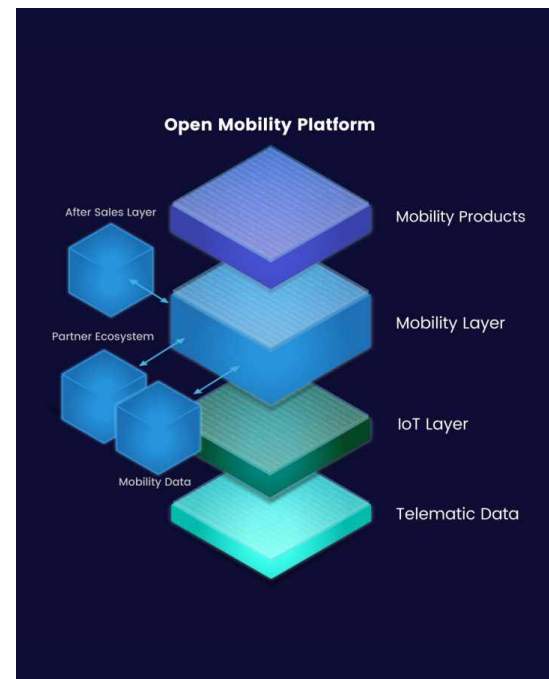 Open Mobility Platform
After Sales Layer
Mobility Products
Mobility Layer
Partner Ecosystem
IoT Layer
Mobility Data
Telematic Data